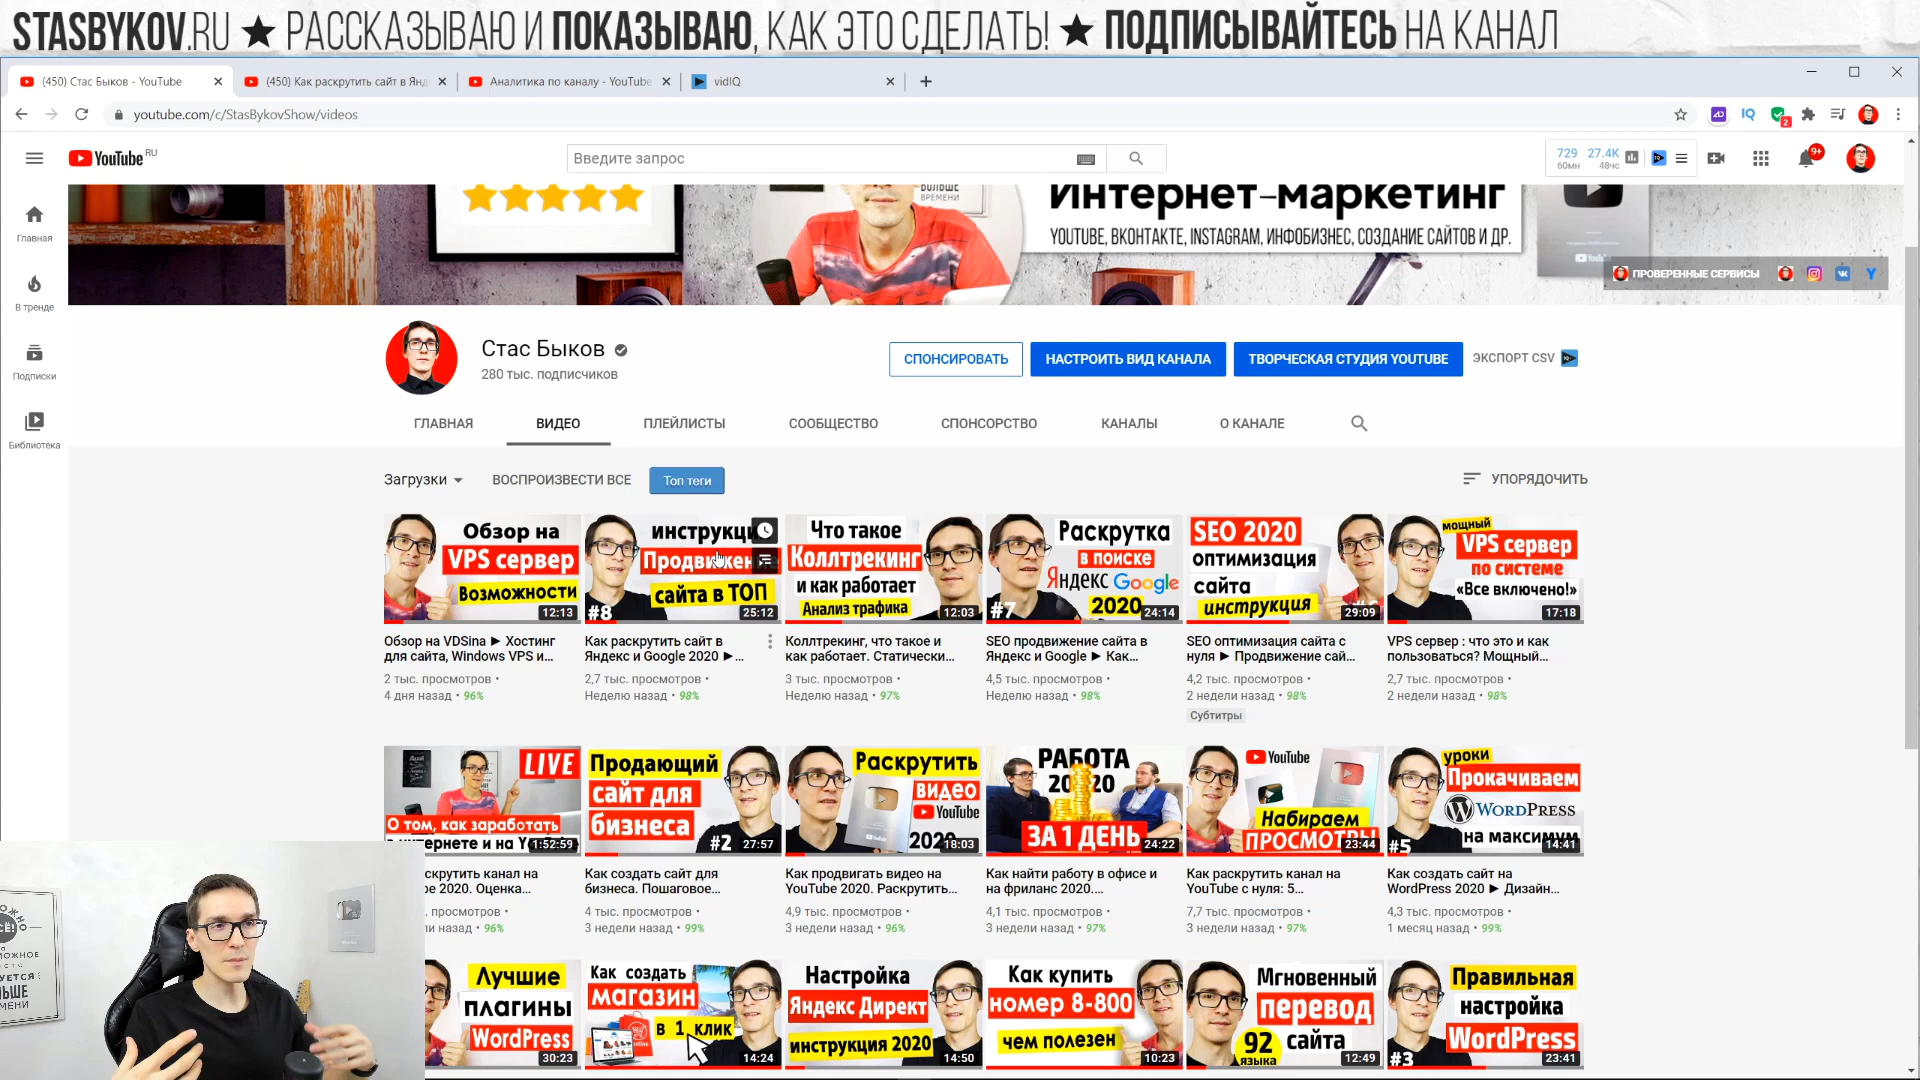 STASBYKOV.RU ★ РАССКАЗЫВАЮ И ПОКАЗЫВАЮ, КАК ЭТО СДЕЛАТЬ! ★ ПОДПИСЫВАЙТЕСЬ НА КАНАЛ
(450) Стас Быков - YouTube
(450) Как раскрутить сайт в Янд
Аналитика по каналу - YouTube
vidIQ
youtube.com/c/StasBykovShow/videos
YouTube RU
Введите запрос
729 27.4K
60мн 48чс
9+
Главная
В тренде
Подписки
Библиотека
БОЛЬШЕ
ВРЕМЕНИ
Интернет-маркетинг
YOUTUBE, ВКОНТАКТЕ, INSTAGRAM, ИНФОБИЗНЕС, СОЗДАНИЕ САЙТОВ И ДР.
ПРОВЕРЕННЫЕ СЕРВИСЫ
Стас Быков
280 тыс. подписчиков
СПОНСИРОВАТЬ
НАСТРОИТЬ ВИД КАНАЛА
ТВОРЧЕСКАЯ СТУДИЯ YOUTUBE
ЭКСПОРТ CSV
ГЛАВНАЯ ВИДЕО ПЛЕЙЛИСТЫ СООБЩЕСТВО СПОНСОРСТВО КАНАЛЫ О КАНАЛЕ
Загрузки ВОСПРОИЗВЕСТИ ВСЕ Топ теги УПОРЯДОЧИТЬ
Обзор на
VPS сервер
Возможности
12:13
Обзор на VDSina ► Хостинг
для сайта, Windows VPS и...
2 тыс. просмотров •
4 дня назад • 96%
инструкци
Продвижен
сайта в ТОП
#8 25:12
Как раскрутить сайт в
Яндекс и Google 2020 ►...
2,7 тыс. просмотров •
Неделю назад • 98%
Что такое
Коллтрекинг
и как работает
Анализ трафика
12:03
Коллтрекинг, что такое и
как работает. Статически...
3 тыс. просмотров •
Неделю назад • 97%
Раскрутка
в поиске
Яндекс Google
#7 2020 24:14
SEO продвижение сайта в
Яндекс и Google ► Как...
4,5 тыс. просмотров •
Неделю назад • 98%
SEO 2020
оптимизация
сайта
инструкция
29:09
SEO оптимизация сайта с
нуля ► Продвижение сай...
4,2 тыс. просмотров •
2 недели назад • 98%
Субтитры
мощный
VPS сервер
по системе
«Все включено!»
17:18
VPS сервер : что это и как
пользоваться? Мощный...
2,7 тыс. просмотров •
2 недели назад • 98%
LIVE
О том, как заработать
1:52:59
скрутить канал на
be 2020. Оценка...
. просмотров •
ли назад • 96%
Продающий
сайт для
бизнеса
#2 27:57
Как создать сайт для
бизнеса. Пошаговое...
4 тыс. просмотров •
3 недели назад • 99%
Раскрутить
видео
YouTube
18:03
Как продвигать видео на
YouTube 2020. Раскрутить...
4,9 тыс. просмотров •
3 недели назад • 96%
РАБОТА
2020
ЗА 1 ДЕНЬ
24:22
Как найти работу в офисе и
на фриланс 2020....
4,1 тыс. просмотров •
3 недели назад • 97%
YouTube
Набираем
ПРОСМОТРЫ
23:44
Как раскрутить канал на
YouTube с нуля: 5...
7,7 тыс. просмотров •
3 недели назад • 97%
уроки
Прокачиваем
WORDPRESS
на максимум
#5 14:41
Как создать сайт на
WordPress 2020 ► Дизайн...
4,3 тыс. просмотров •
1 месяц назад • 99%
Лучшие
плагины
WordPress
30:23
Как создать
магазин
в 1 клик
14:24
Настройка
Яндекс Директ
инструкция 2020
14:50
Как купить
номер 8-800
чем полезен
10:23
Мгновенный
перевод
92 сайта
языка
12:49
Правильная
настройка
WordPress
#3 23:41